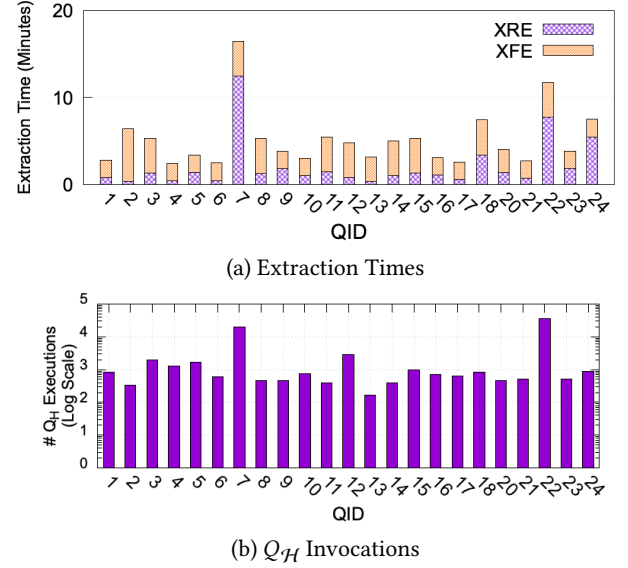 20
10
0
Extraction Time (Minutes)
XRE
XFE
1 2 3 4 5 6 7 8 9 10 11 12 13 14 15 16 17 18 20 21 22 23 24
QID
(a) Extraction Times
5
4
3
2
1
0
# QH Executions
(Log Scale)
1 2 3 4 5 6 7 8 9 10 11 12 13 14 15 16 17 18 20 21 22 23 24
QID
(b) Qℋ Invocations